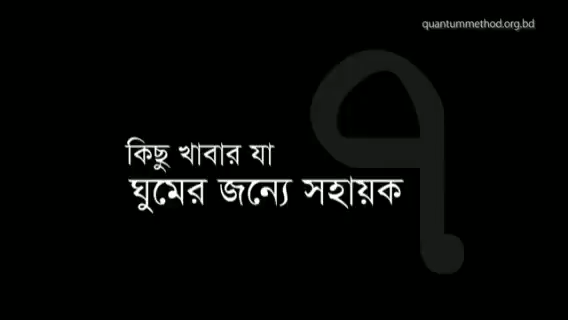 quantummethod.org.bd
৭
কিছু খাবার যা
ঘুমের জন্যে সহায়ক